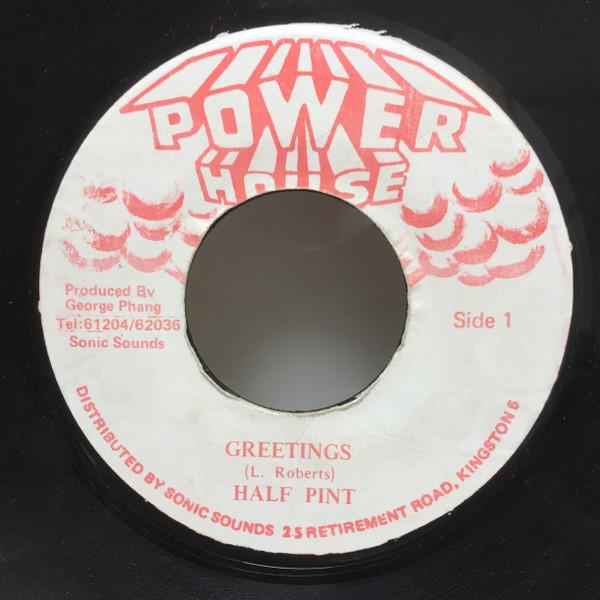 POWER
HOUSE
Produced By
George Phang
Tel:61204/62036
Sonic Sounds
Side 1
GREETINGS
(L. Roberts)
HALF PINT
DISTRIBUTED BY SONIC SOUNDS 25 RETIREMENT ROAD, KINGSTON 5